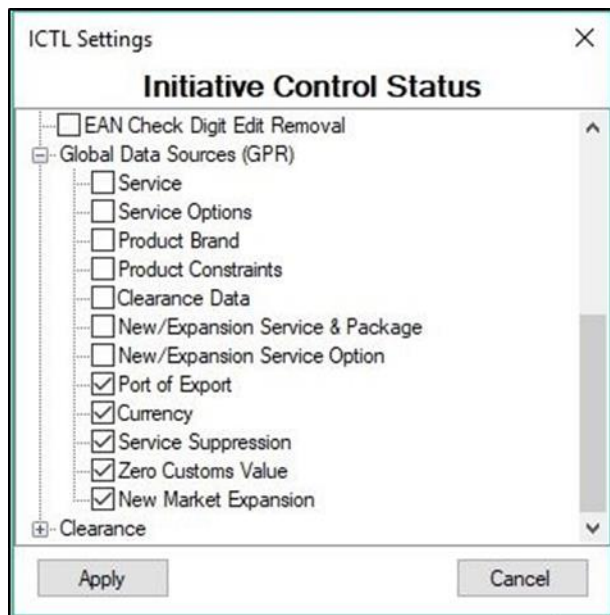 ICTL Settings
Initiative Control Status
EAN Check Digit Edit Removal
Global Data Sources (GPR)
Service
Service Options
Product Brand
Product Constraints
Clearance Data
New/Expansion Service & Package
New/Expansion Service Option
Port of Export
Currency
Service Suppression
Zero Customs Value
New Market Expansion
Clearance
Apply
Cancel